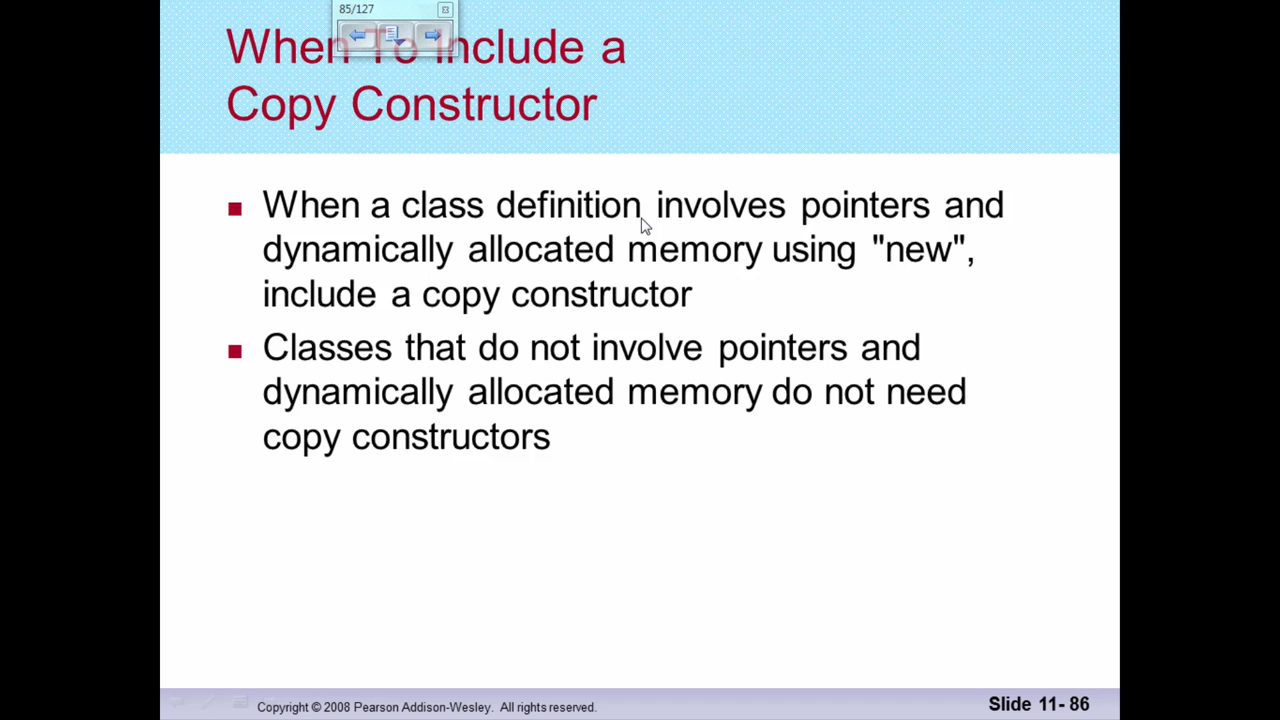 85/127
When To Include a
Copy Constructor
When a class definition involves pointers and
dynamically allocated memory using "new",
include a copy constructor
Classes that do not involve pointers and
dynamically allocated memory do not need
copy constructors
Copyright © 2008 Pearson Addison-Wesley. All rights reserved.
Slide 11- 86